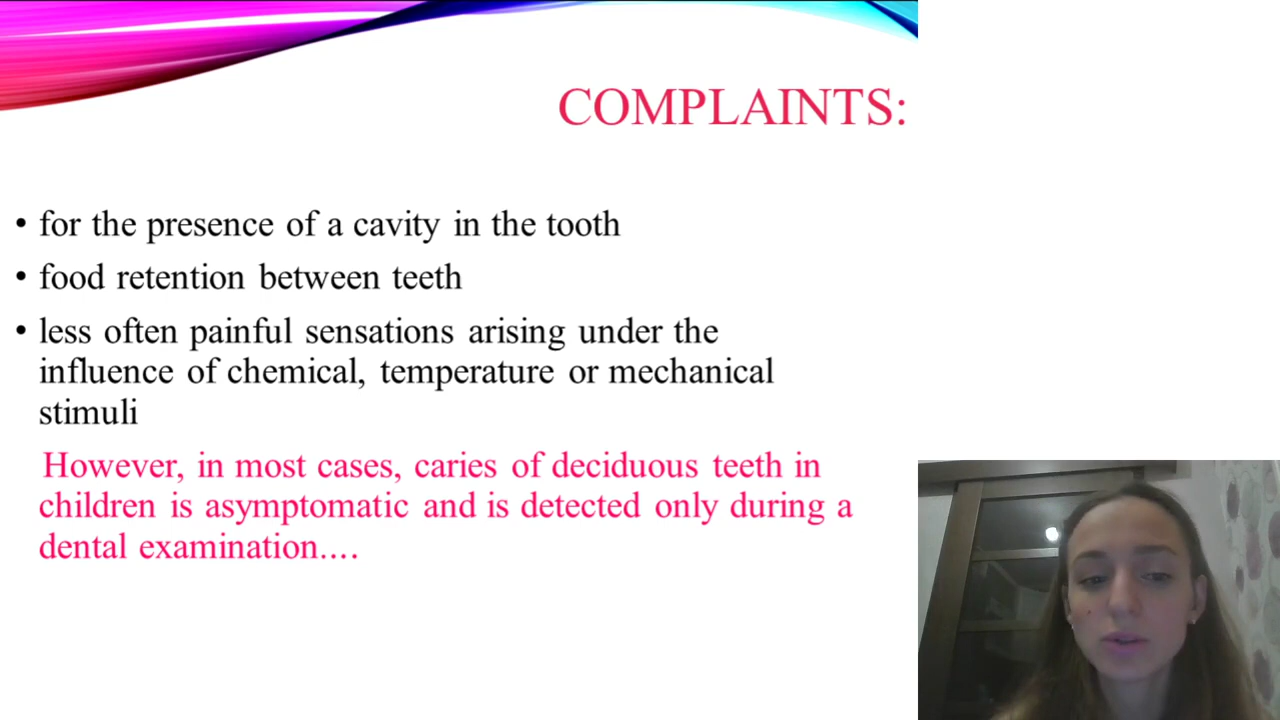 COMPLAINTS:
• for the presence of a cavity in the tooth
• food retention between teeth
• less often painful sensations arising under the
influence of chemical, temperature or mechanical
stimuli
However, in most cases, caries of deciduous teeth in
children is asymptomatic and is detected only during a
dental examination....